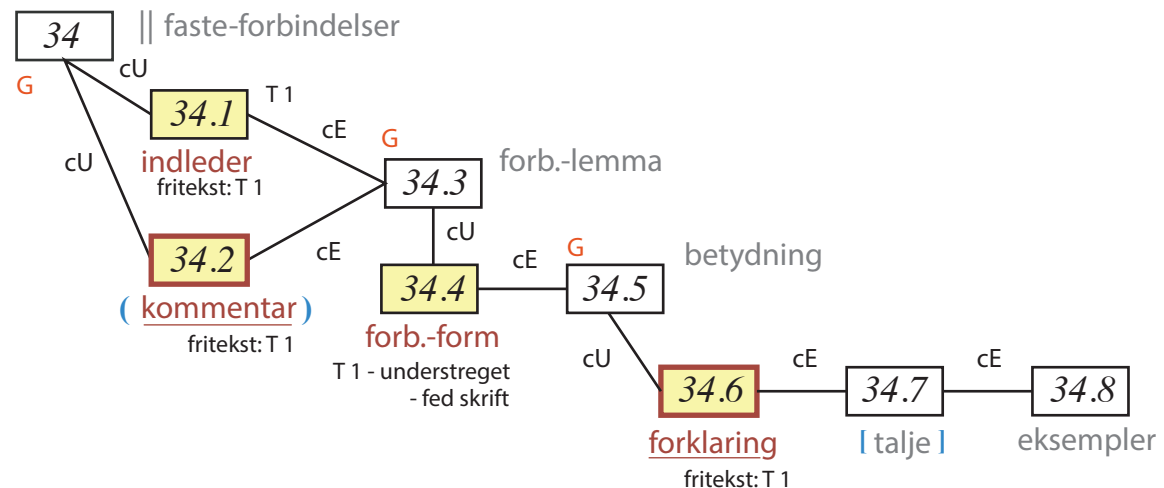 34
|| faste-forbindelser
G
cU
34.1
T 1
indleder
fritekst: T 1
cE
cU
34.2
( kommentar )
fritekst: T 1
cE
G
34.3
forb.-lemma
cU
34.4
forb.-form
T 1 - understreget
- fed skrift
cE
G
34.5
betydning
cU
34.6
forklaring
fritekst: T 1
cE
34.7
[ talje ]
cE
34.8
eksempler